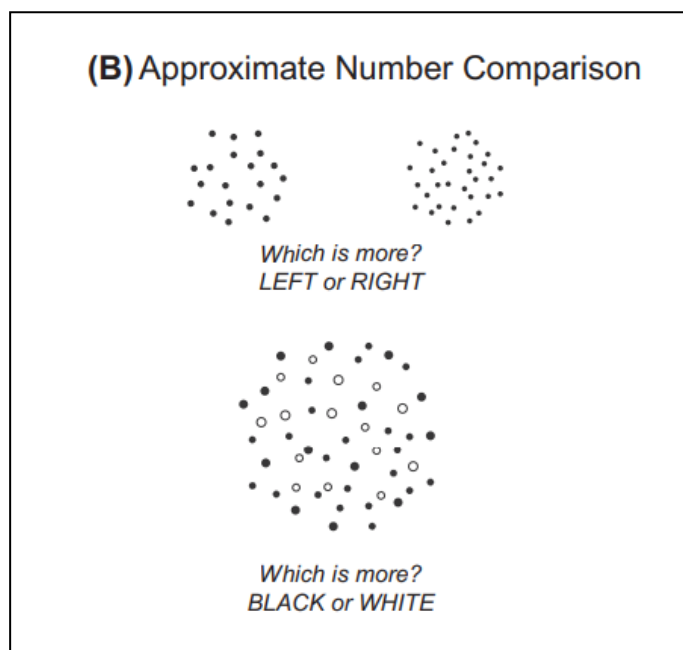 (B) Approximate Number Comparison
Which is more?
LEFT or RIGHT
Which is more?
BLACK or WHITE